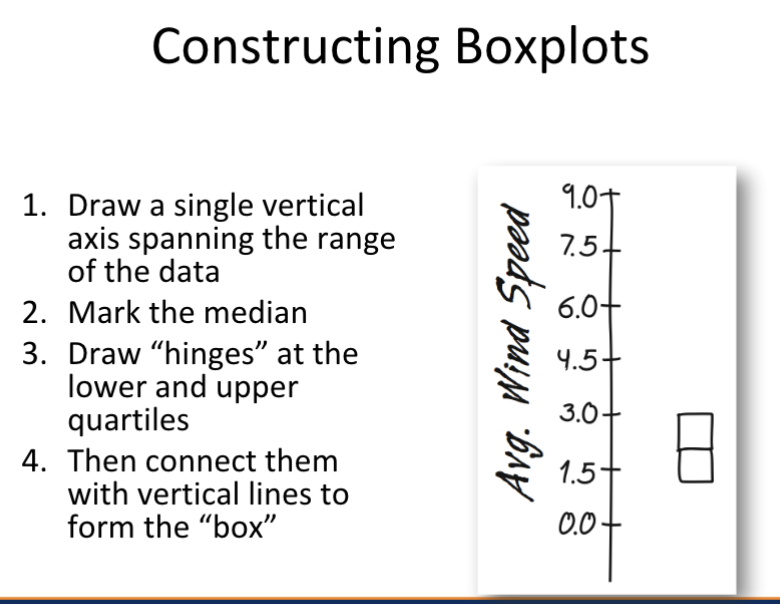 Constructing Boxplots
1. Draw a single vertical
axis spanning the range
of the data
2. Mark the median
3. Draw “hinges” at the
lower and upper
quartiles
4. Then connect them
with vertical lines to
form the “box”
Avg. Wind Speed
9.0
7.5
6.0
4.5
3.0
1.5
0.0